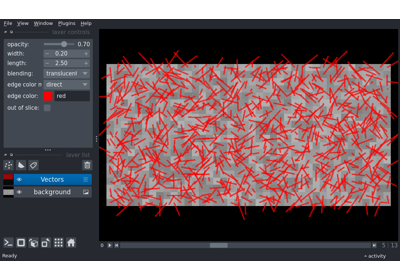 File View Window Plugins Help
layer controls
opacity: 0.70
width: 0.20
length: 2.50
blending: translucent
edge color m direct
edge color: red
out of slice:
layer list
Vectors
background
0 5 13
Ready activity